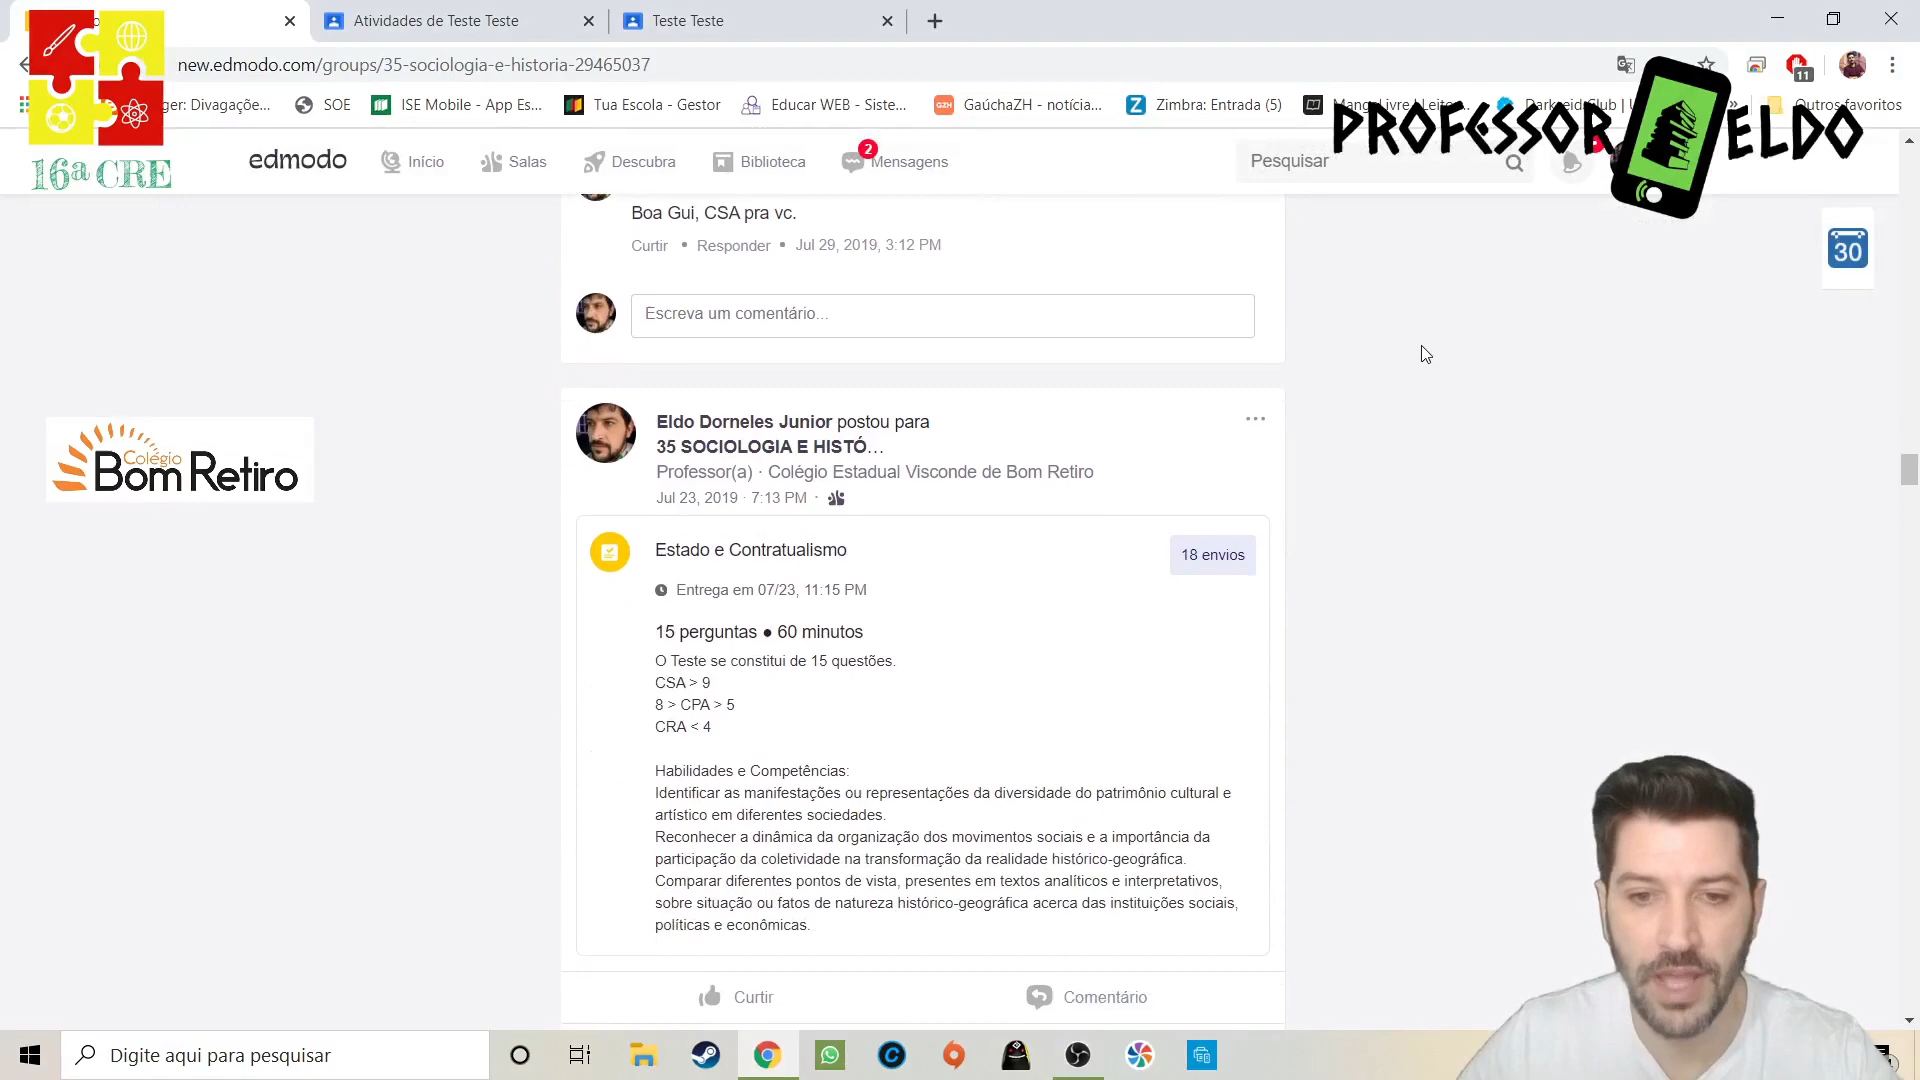 Atividades de Teste Teste
Teste Teste
new.edmodo.com/groups/35-sociologia-e-historia-29465037
11
ger: Divagaçõe...
SOE
ISE Mobile - App Es...
Tua Escola - Gestor
Educar WEB - Siste...
GZH
GaúchaZH - notícia...
Zimbra: Entrada (5)
Outros favoritos
PROFESSOR ELDO
16ª CRE
edmodo
Início
Salas
Descubra
Biblioteca
2
Mensagens
Pesquisar
Boa Gui, CSA pra vc.
Curtir • Responder • Jul 29, 2019, 3:12 PM
30
Escreva um comentário...
Eldo Dorneles Junior postou para
35 SOCIOLOGIA E HISTÓ...
Professor(a) · Colégio Estadual Visconde de Bom Retiro
Jul 23, 2019 · 7:13 PM ·
Colégio
Bom Retiro
Estado e Contratualismo
18 envios
Entrega em 07/23, 11:15 PM
15 perguntas ● 60 minutos
O Teste se constitui de 15 questões.
CSA > 9
8 > CPA > 5
CRA < 4
Habilidades e Competências:
Identificar as manifestações ou representações da diversidade do patrimônio cultural e
artístico em diferentes sociedades.
Reconhecer a dinâmica da organização dos movimentos sociais e a importância da
participação da coletividade na transformação da realidade histórico-geográfica.
Comparar diferentes pontos de vista, presentes em textos analíticos e interpretativos,
sobre situação ou fatos de natureza histórico-geográfica acerca das instituições sociais,
políticas e econômicas.
Curtir
Comentário
Digite aqui para pesquisar